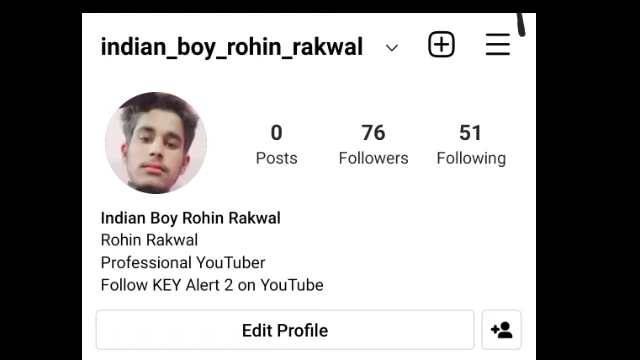 indian_boy_rohin_rakwal
0 76 51
Posts Followers Following
Indian Boy Rohin Rakwal
Rohin Rakwal
Professional YouTuber
Follow KEY Alert 2 on YouTube
Edit Profile